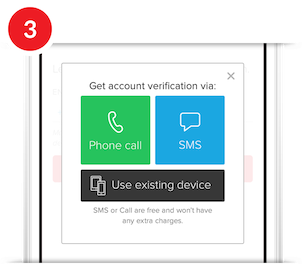 3
Get account verification via:
Phone call
SMS
Use existing device
SMS or Call are free and won't have
any extra charges.